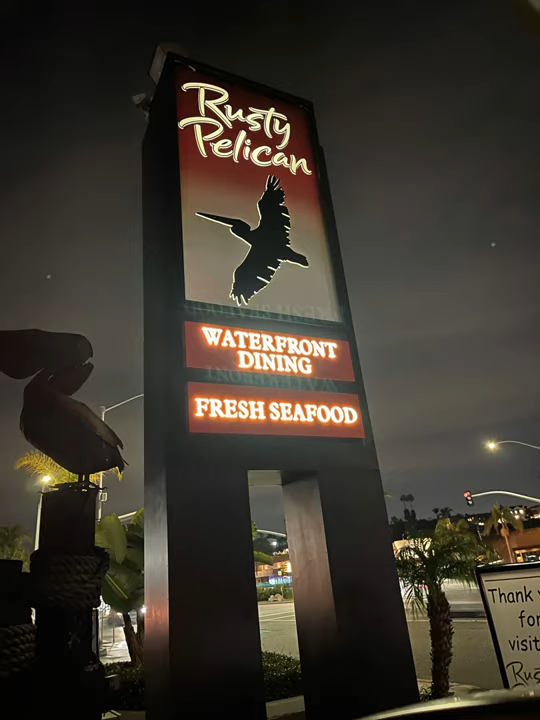 Rusty
Pelican
WATERFRONT
DINING
FRESH SEAFOOD
Thank
for
visit
Rus